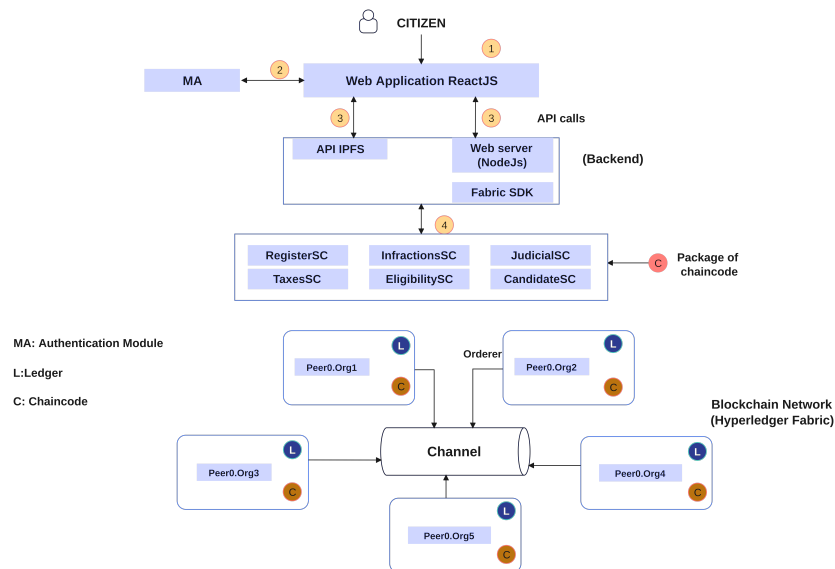 CITIZEN
1
MA
2
Web Application ReactJS
3
3
API calls
API IPFS
Web server
(NodeJs)
(Backend)
Fabric SDK
4
RegisterSC
InfractionsSC
JudicialSC
TaxesSC
EligibilitySC
CandidateSC
C
Package of
chaincode
MA: Authentication Module
L:Ledger
C: Chaincode
L
Peer0.Org1
C
Orderer
L
Peer0.Org2
C
Blockchain Network
(Hyperledger Fabric)
Channel
L
Peer0.Org3
C
L
Peer0.Org4
C
L
Peer0.Org5
C